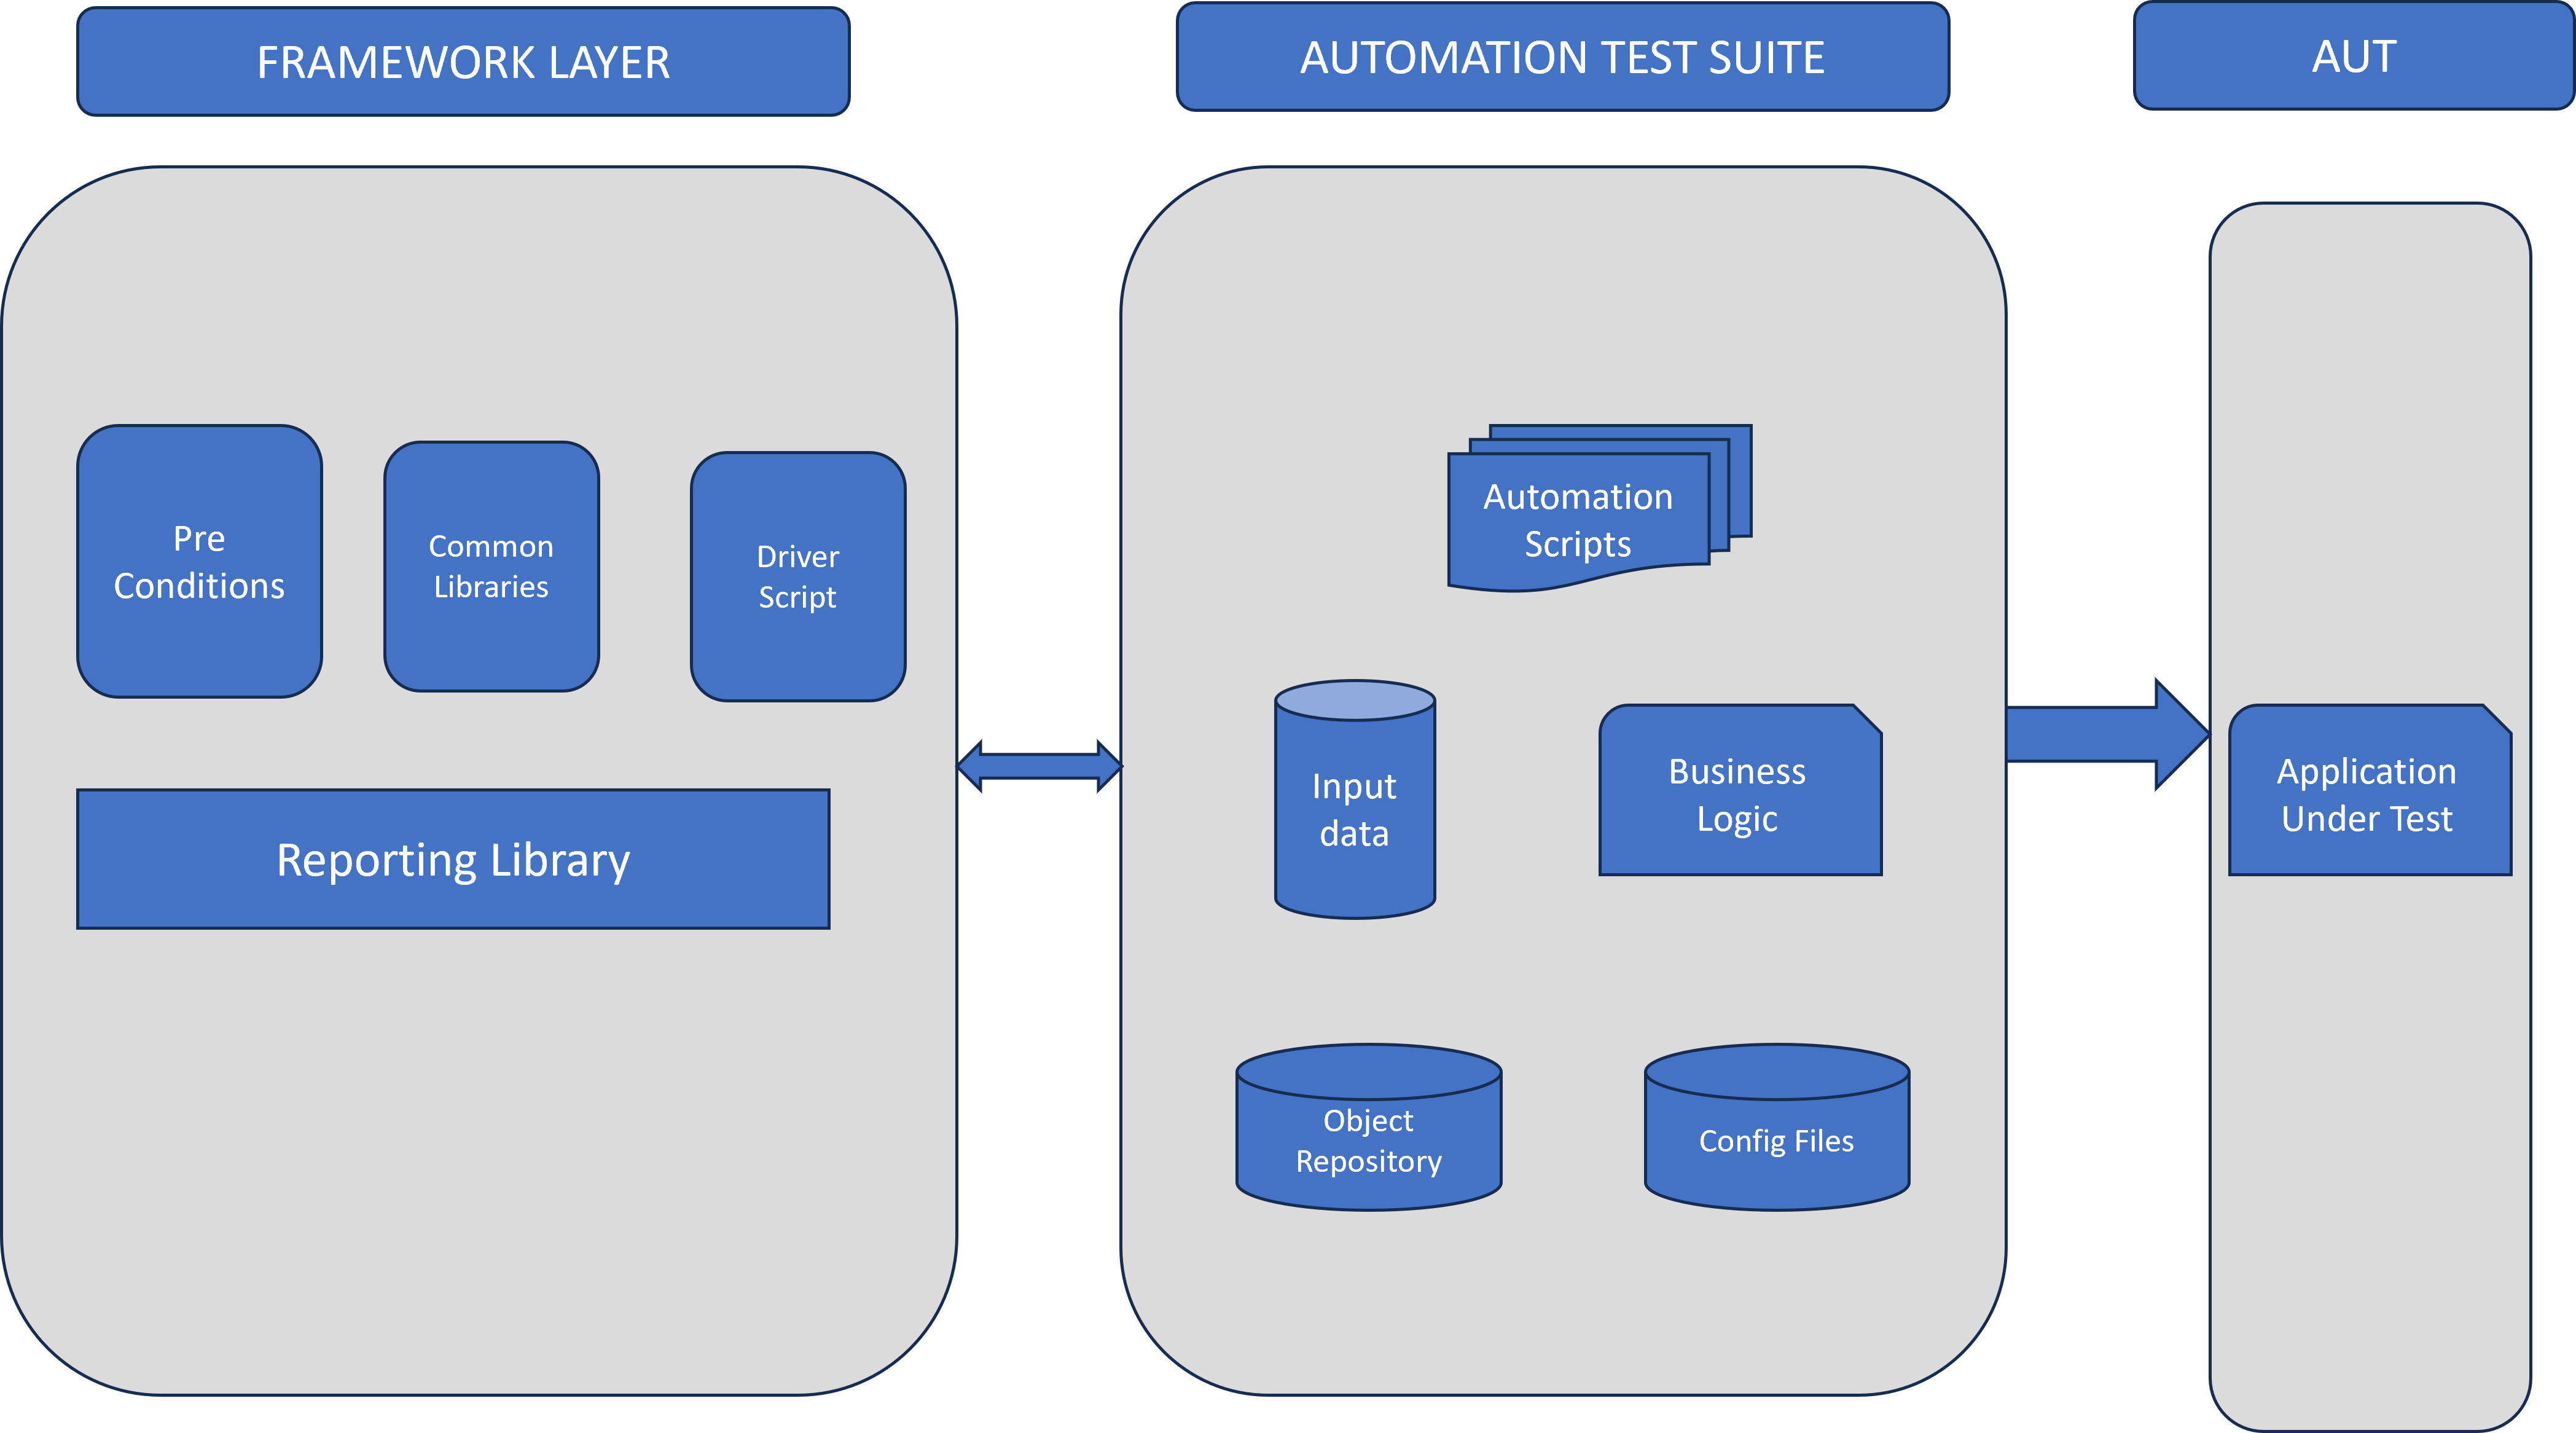 FRAMEWORK LAYER
AUTOMATION TEST SUITE
AUT
Pre
Conditions
Common
Libraries
Driver
Script
Reporting Library
Automation
Scripts
Input
data
Business
Logic
Object
Repository
Config Files
Application
Under Test